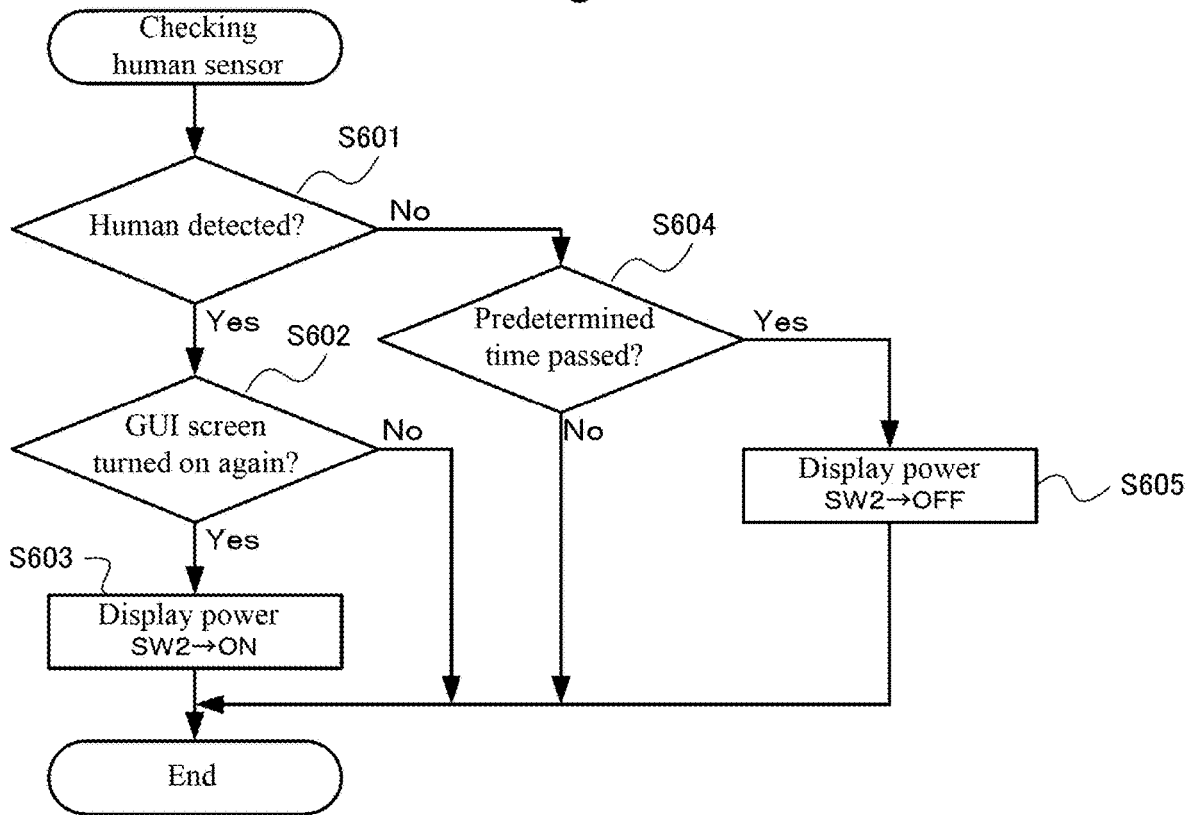 Checking
human sensor
S601
Human detected?
No
S604
Yes
Predetermined
time passed?
Yes
S602
GUI screen
turned on again?
No
No
Display power
SW2→OFF
S605
Yes
S603
Display power
SW2→ON
End